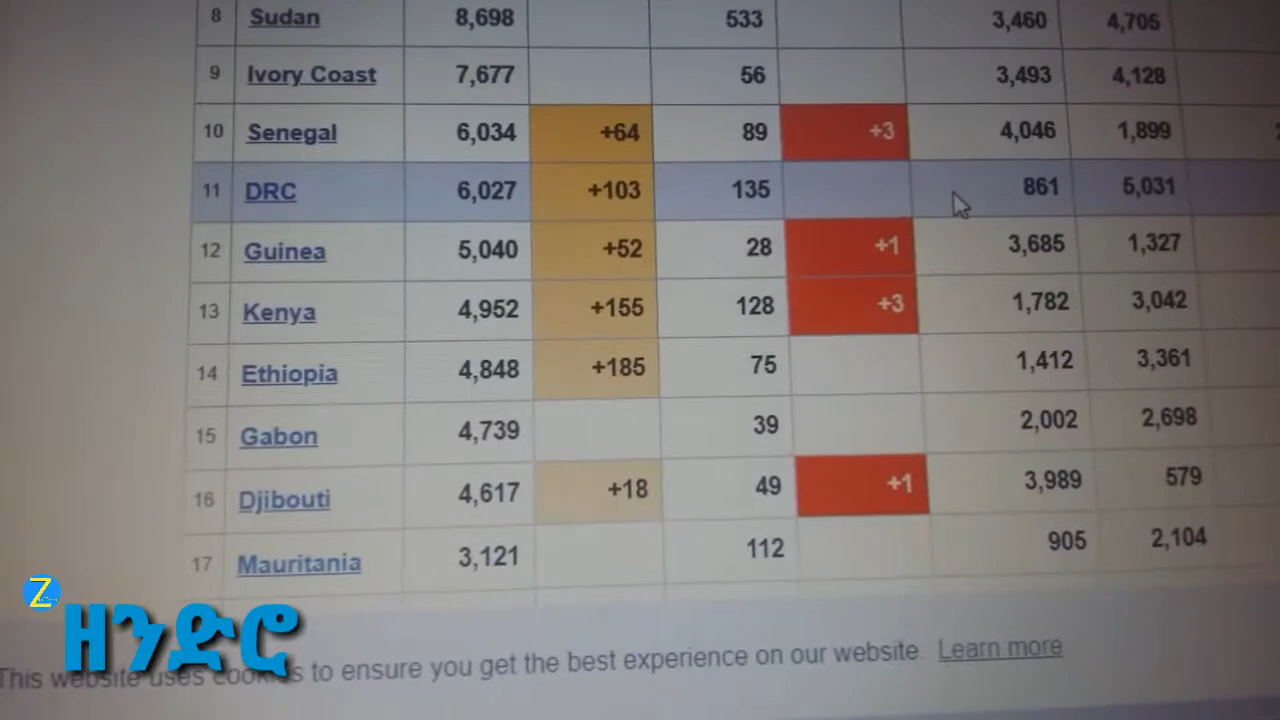 8 Sudan 8,698 533 3,460 4,705
9 Ivory Coast 7,677 56 3,493 4,128
10 Senegal 6,034 +64 89 +3 4,046 1,899
11 DRC 6,027 +103 135 861 5,031
12 Guinea 5,040 +52 28 +1 3,685 1,327
13 Kenya 4,952 +155 128 +3 1,782 3,042
14 Ethiopia 4,848 +185 75 1,412 3,361
15 Gabon 4,739 39 2,002 2,698
16 Djibouti 4,617 +18 49 +1 3,989 579
17 Mauritania 3,121 112 905 2,104
Z
ዘንድሮ
This website uses cookies to ensure you get the best experience on our website. Learn more